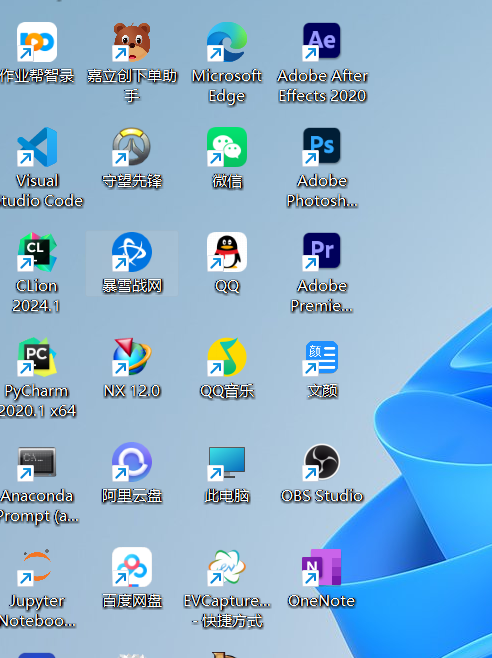 作业帮智录
嘉立创下单助
手
Microsoft
Edge
Adobe After
Effects 2020
Visual
tudio Code
守望先锋
微信
Adobe
Photosh...
CLion
2024.1
暴雪战网
QQ
Adobe
Premie...
PyCharm
2020.1 x64
NX 12.0
QQ音乐
文颜
Anaconda
Prompt (a...
阿里云盘
此电脑
OBS Studio
Jupyter
Noteboo...
百度网盘
EVCapture...
- 快捷方式
OneNote
Ae
Ps
CL
Pr
PC
颜
C:\_
N